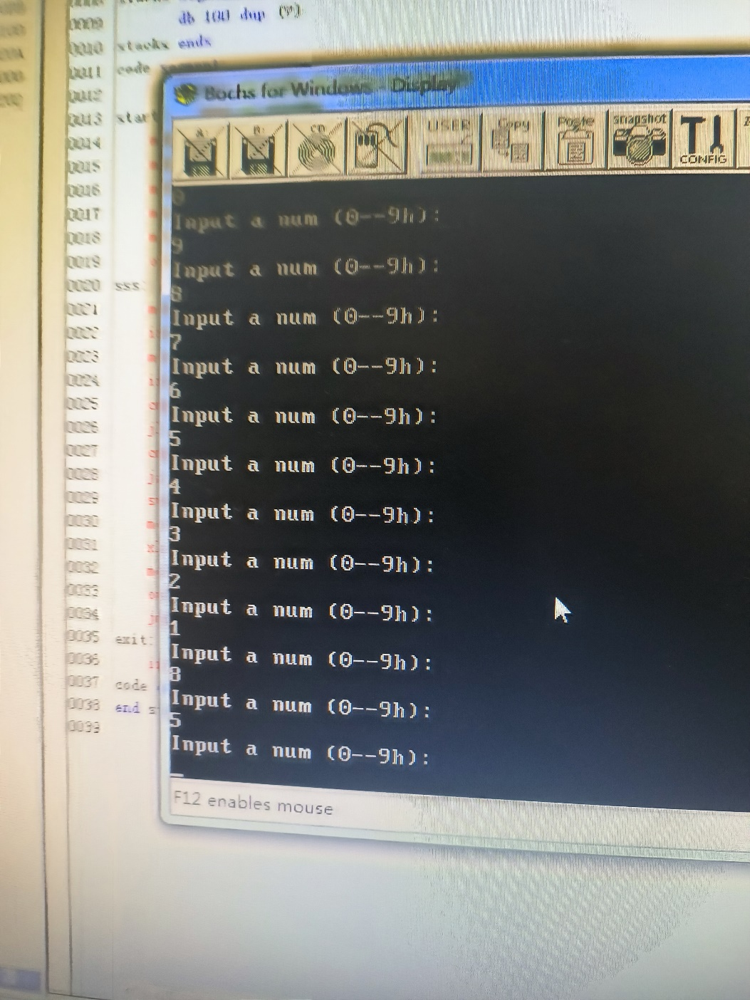 0009 db 100 dup (?)
0010 stacks ends
0011 code
0012
0013 start
0014
0015
0016
0017
0018
0019
0020 sss:
0021
0022
0023
0024
0025
0026
0027
0028
0029
0030
0031
0032
0033
0034
0035 exit:
0036
0037 code
0038 end s
0039
Bochs for Windows - Display
A: B: CD USER Copy Paste snapshot CONFIG
0
Input a num (0--9h):
9
Input a num (0--9h):
8
Input a num (0--9h):
7
Input a num (0--9h):
6
Input a num (0--9h):
5
Input a num (0--9h):
4
Input a num (0--9h):
3
Input a num (0--9h):
2
Input a num (0--9h):
1
Input a num (0--9h):
8
Input a num (0--9h):
5
Input a num (0--9h):
F12 enables mouse